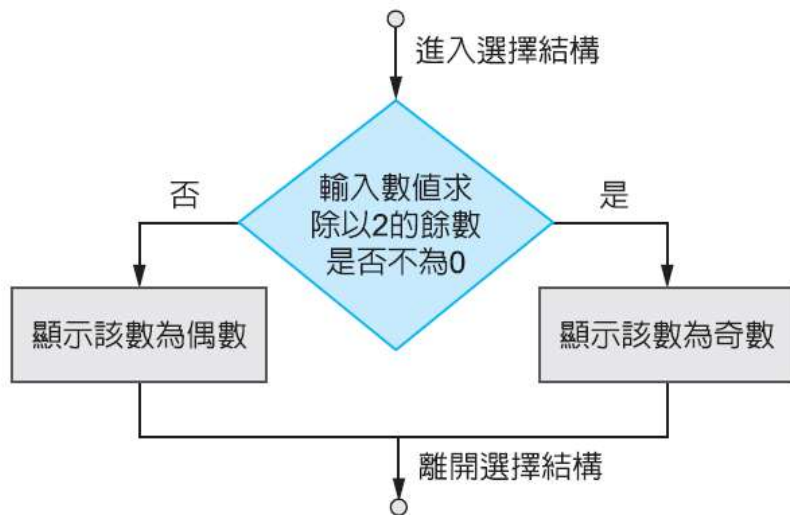 進入選擇結構
輸入數值求
除以2的餘數
是否不為0
否
是
顯示該數為偶數
顯示該數為奇數
離開選擇結構